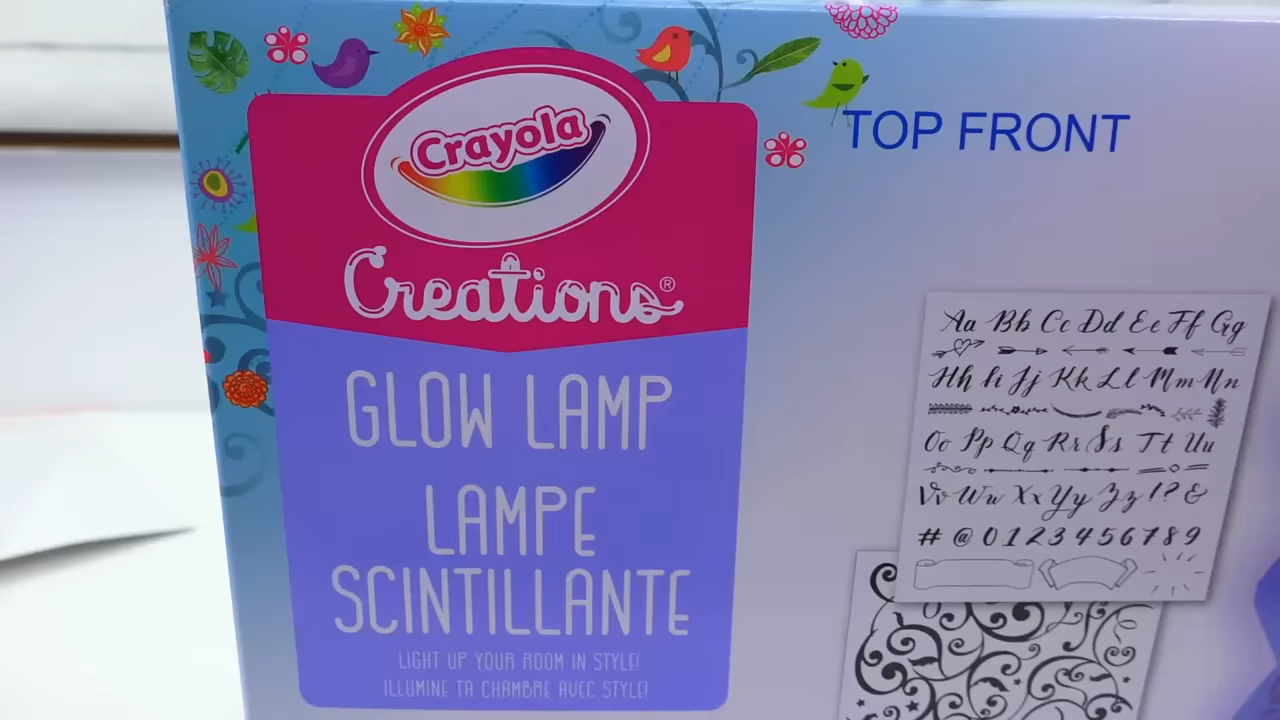 Crayola
Creations®
GLOW LAMP
LAMPE
SCINTILLANTE
LIGHT UP YOUR ROOM IN STYLE!
ILLUMINE TA CHAMBRE AVEC STYLE!
TOP FRONT
Aa Bb Cc Dd Ee Ff Gg
Hh Ii Jj Kk Ll Mm Nn
Oo Pp Qq Rr Ss Tt Uu
Vv Ww Xx Yy Zz ! ? &
# @ 0 1 2 3 4 5 6 7 8 9